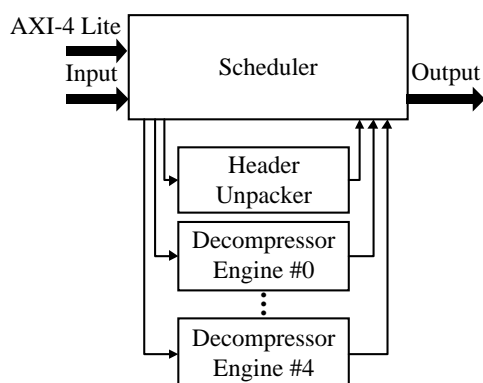 AXI-4 Lite
Input
Scheduler
Output
Header
Unpacker
Decompressor
Engine #0
Decompressor
Engine #4